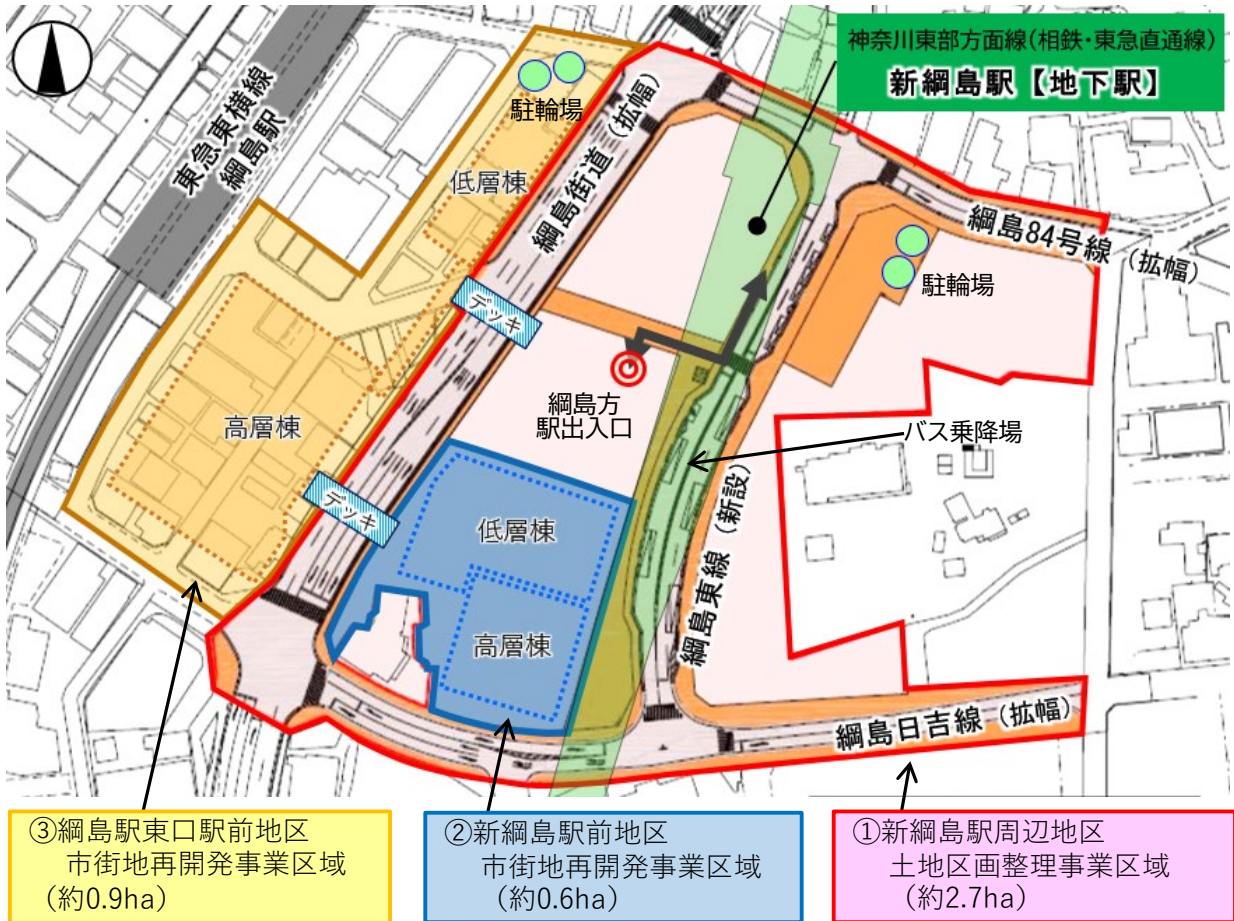 神奈川東部方面線(相鉄・東急直通線)
新綱島駅【地下駅】
東急東横線
綱島駅
駐輪場
低層棟
綱島街道(拡幅)
綱島84号線(拡幅)
駐輪場
デッキ
綱島方
駅出入口
バス乗降場
高層棟
デッキ
低層棟
高層棟
綱島東線(新設)
綱島日吉線(拡幅)
③綱島駅東口駅前地区
市街地再開発事業区域
(約0.9ha)
②新綱島駅前地区
市街地再開発事業区域
(約0.6ha)
①新綱島駅周辺地区
土地区画整理事業区域
(約2.7ha)